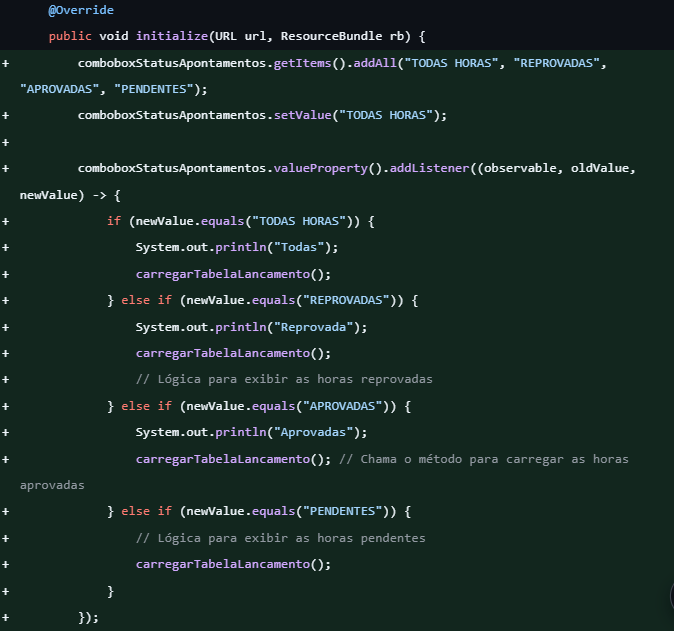 @Override
public void initialize(URL url, ResourceBundle rb) {
+ comboboxStatusApontamentos.getItems().addAll("TODAS HORAS", "REPROVADAS",
"APROVADAS", "PENDENTES");
+ comboboxStatusApontamentos.setValue("TODAS HORAS");
+
+ comboboxStatusApontamentos.valueProperty().addListener((observable, oldValue,
newValue) -> {
+ if (newValue.equals("TODAS HORAS")) {
+ System.out.println("Todas");
+ carregarTabelaLancamento();
+ } else if (newValue.equals("REPROVADAS")) {
+ System.out.println("Reprovada");
+ carregarTabelaLancamento();
+ // Lógica para exibir as horas reprovadas
+ } else if (newValue.equals("APROVADAS")) {
+ System.out.println("Aprovadas");
+ carregarTabelaLancamento(); // Chama o método para carregar as horas
aprovadas
+ } else if (newValue.equals("PENDENTES")) {
+ // Lógica para exibir as horas pendentes
+ carregarTabelaLancamento();
+ }
+ });